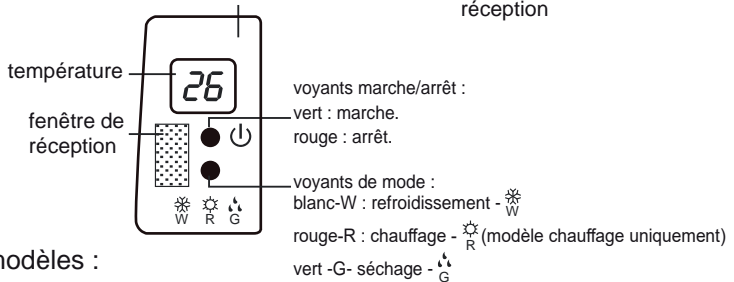 réception
température
26
fenêtre de
réception
W R G
voyants marche/arrêt :
vert : marche.
rouge : arrêt.
voyants de mode :
blanc-W : refroidissement - W
rouge-R : chauffage - R (modèle chauffage uniquement)
vert -G- séchage - G
nodèles :